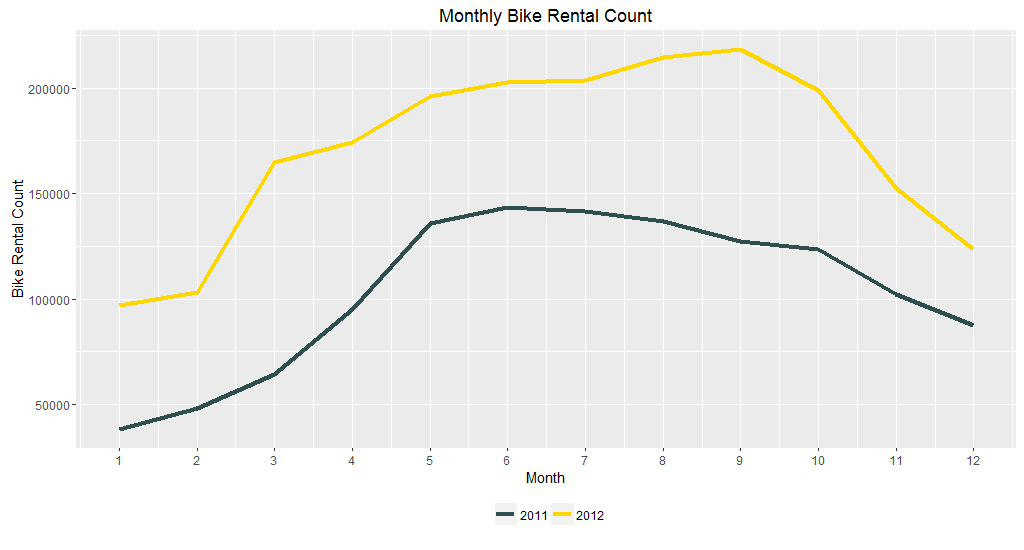 Monthly Bike Rental Count
Bike Rental Count
200000
150000
100000
50000
1 2 3 4 5 6 7 8 9 10 11 12
Month
2011 2012